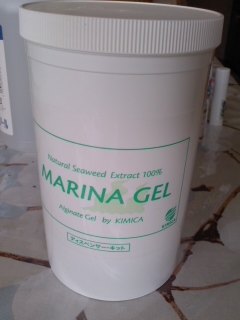 Natural Seaweed Extract 100%
MARINA GEL
Alginate Gel by KIMICA
KIMICA
ディスペンサー・キット